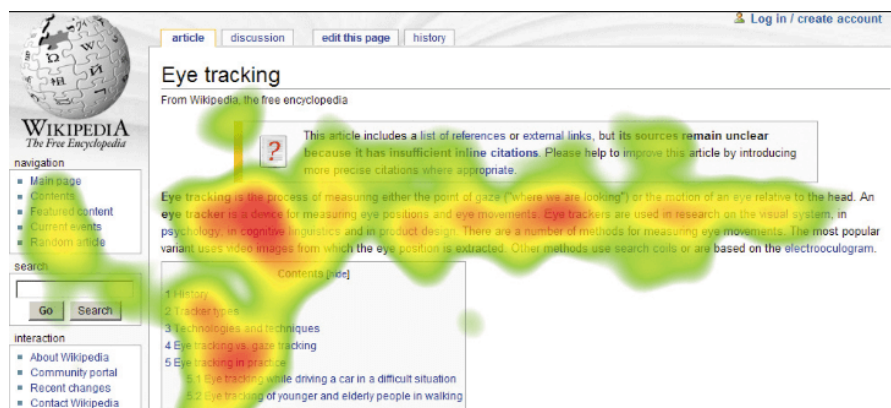 Log in / create account
article discussion edit this page history
Eye tracking
From Wikipedia, the free encyclopedia
WIKIPEDIA
The Free Encyclopedia
This article includes a list of references or external links, but its sources remain unclear
because it has insufficient inline citations. Please help to improve this article by introducing
more precise citations where appropriate.
navigation
Main page
Contents
Featured content
Current events
Random article
Eye tracking is the process of measuring either the point of gaze ("where we are looking") or the motion of an eye relative to the head. An
eye tracker is a device for measuring eye positions and eye movements. Eye trackers are used in research on the visual system, in
psychology, in cognitive linguistics and in product design. There are a number of methods for measuring eye movements. The most popular
variant uses video images from which the eye position is extracted. Other methods use search coils or are based on the electrooculogram.
search
Go Search
interaction
About Wikipedia
Community portal
Recent changes
Contact Wikipedia
Contents [hide]
1 History
2 Tracker types
3 Technologies and techniques
4 Eye tracking vs. gaze tracking
5 Eye tracking in practice
5.1 Eye tracking while driving a car in a difficult situation
5.2 Eye tracking of younger and elderly people in walking